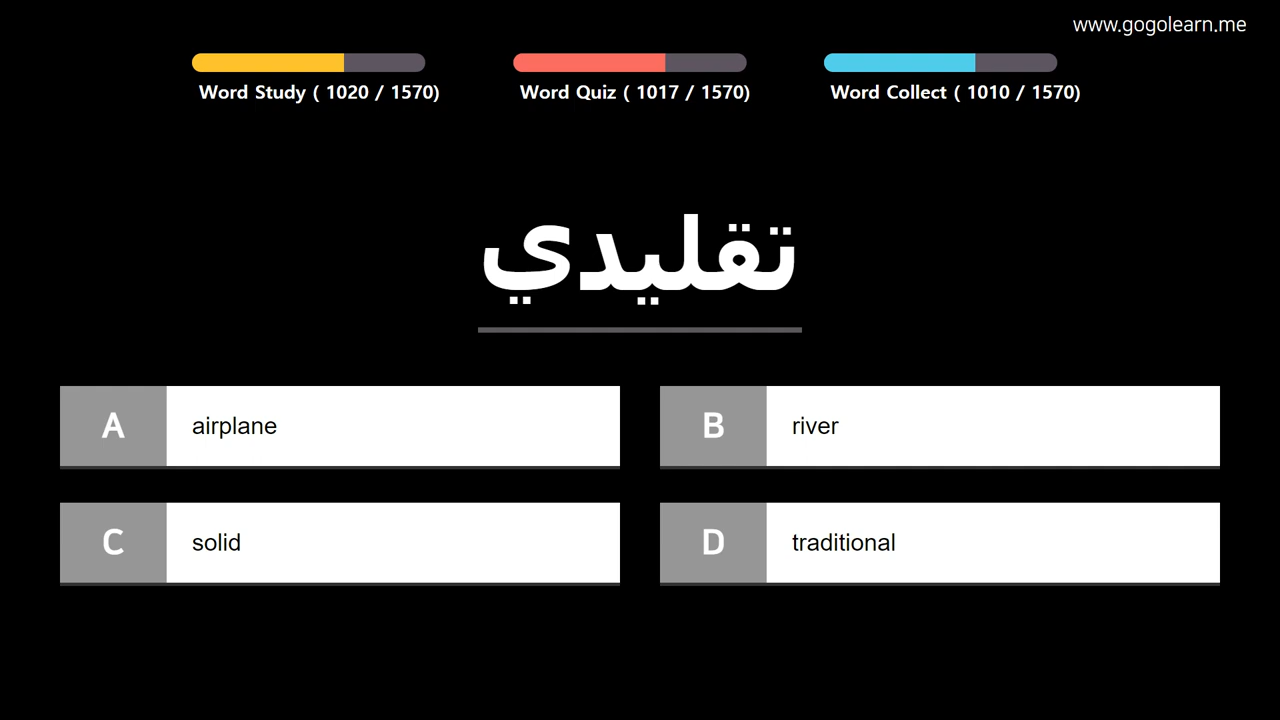 www.gogolearn.me
Word Study ( 1020 / 1570)
Word Quiz ( 1017 / 1570)
Word Collect ( 1010 / 1570)
تقليدي
A airplane
B river
C solid
D traditional